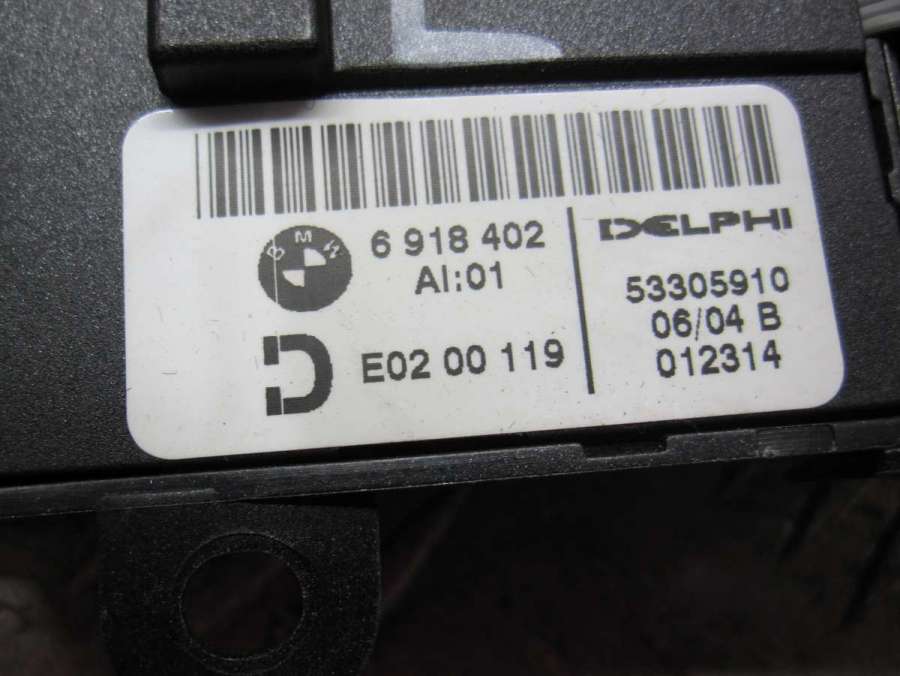 BMW
6 918 402
AI:01
E02 00 119
DELPHI
53305910
06/04 B
012314